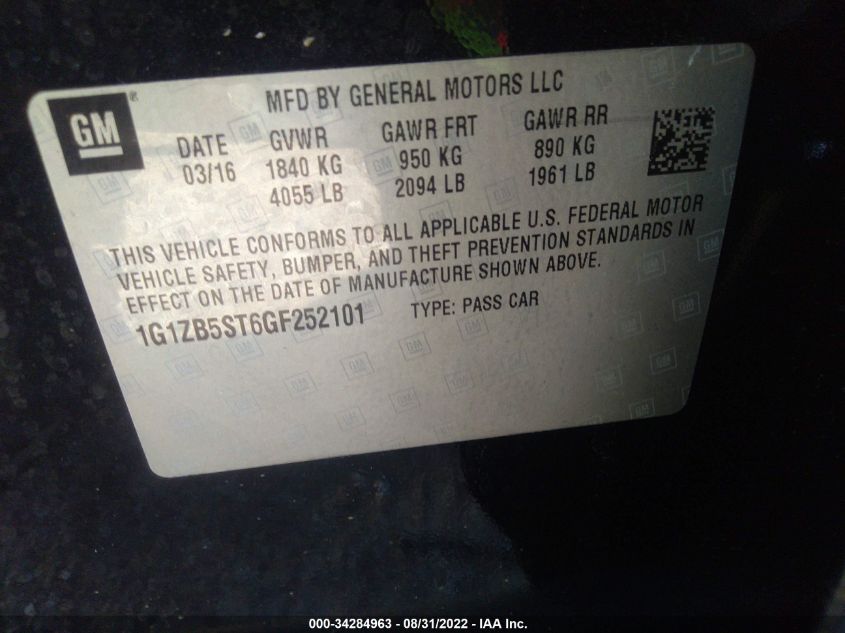 GM®
MFD BY GENERAL MOTORS LLC
DATE GVWR GAWR FRT GAWR RR
03/16 1840 KG 950 KG 890 KG
4055 LB 2094 LB 1961 LB
THIS VEHICLE CONFORMS TO ALL APPLICABLE U.S. FEDERAL MOTOR
VEHICLE SAFETY, BUMPER, AND THEFT PREVENTION STANDARDS IN
EFFECT ON THE DATE OF MANUFACTURE SHOWN ABOVE.
1G1ZB5ST6GF252101 TYPE: PASS CAR
000-34284963 - 08/31/2022 - IAA Inc.